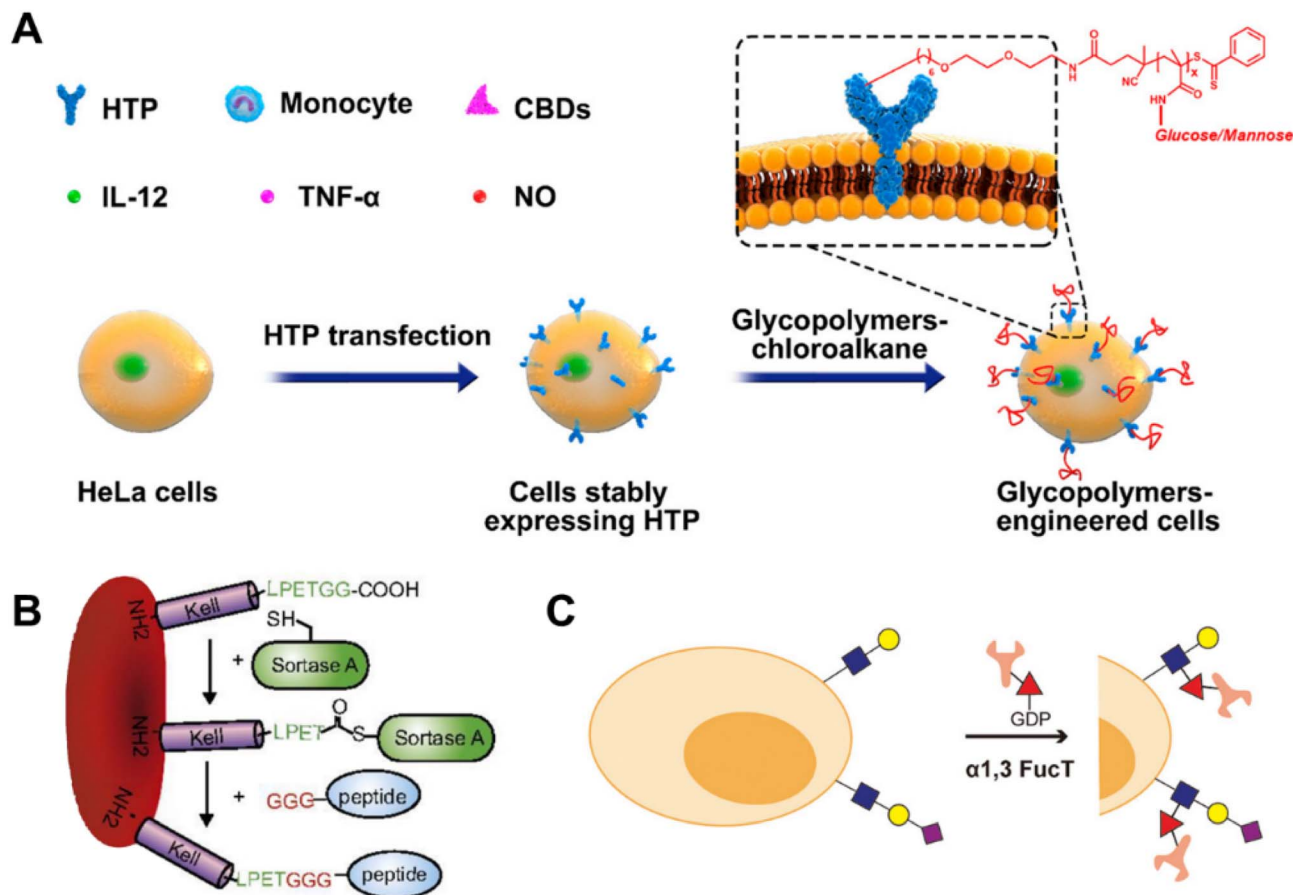 A
HTP
Monocyte
CBDs
IL-12
TNF-α
NO
6
O
O
N
H
O
NC
x
S
S
HN
O
Glucose/Mannose
HTP transfection
Glycopolymers-
chloroalkane
HeLa cells
Cells stably
expressing HTP
Glycopolymers-
engineered cells
B
NH2
Kell
LPETGG-COOH
SH
+
Sortase A
NH2
Kell
LPET
O
S
Sortase A
+
GGG
peptide
NH2
Kell
LPETGGG
peptide
C
GDP
α1,3 FucT